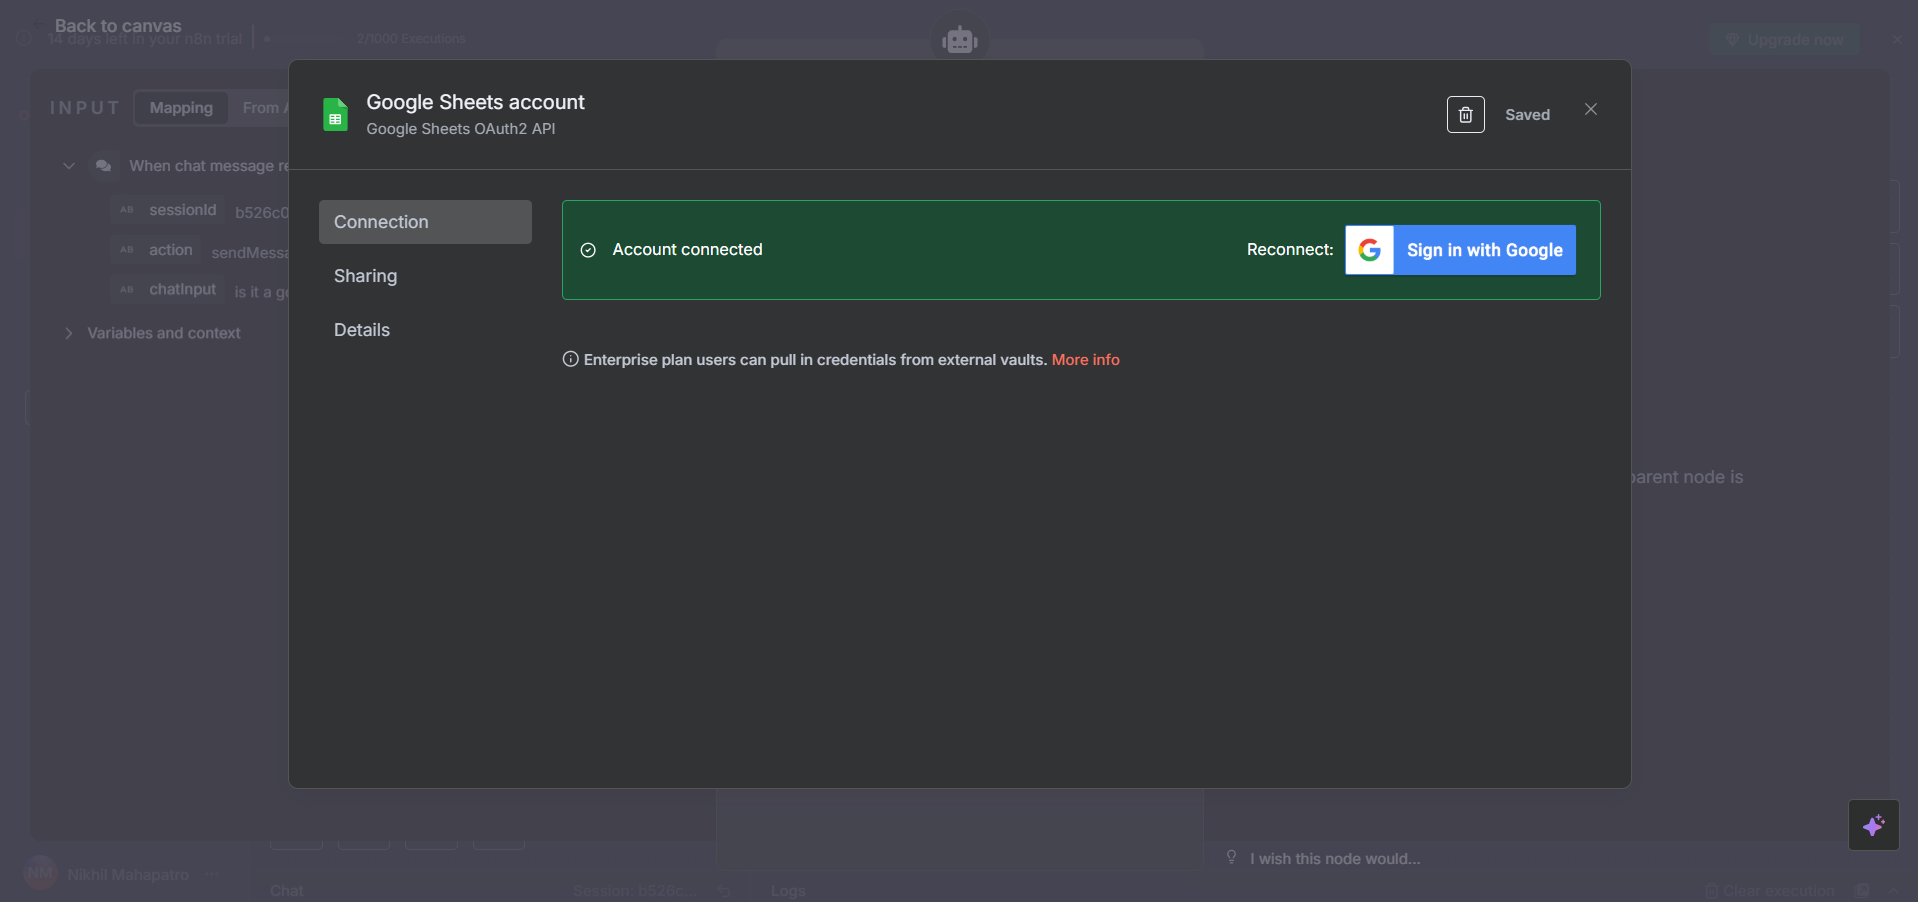 Back to canvas
14 days left in your n8n trial
2/1000 Executions
Upgrade now
INPUT
Mapping
From A
Google Sheets account
Google Sheets OAuth2 API
Saved
When chat message re
AB sessionId b526c0
AB action sendMessa
AB chatInput is it a g
Variables and context
Connection
Sharing
Details
Account connected
Reconnect:
Sign in with Google
Enterprise plan users can pull in credentials from external vaults. More info
parent node is
I wish this node would...
NM Nikhil Mahapatro
Chat
Session: b526c...
Logs
Clear execution